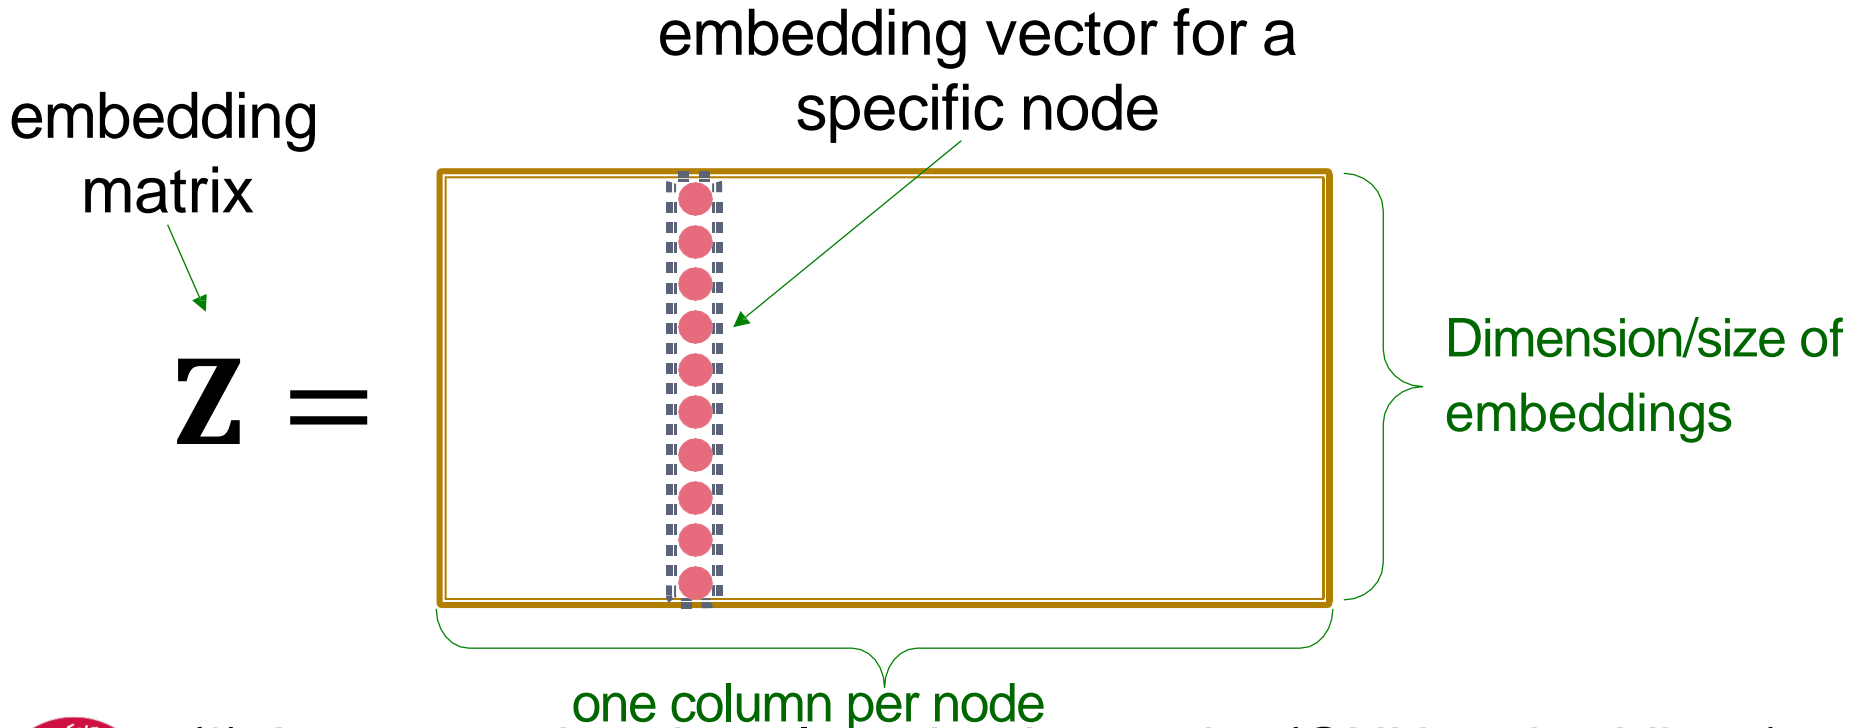 embedding vector for a
specific node
embedding
matrix
Z =
Dimension/size of
embeddings
one column per node